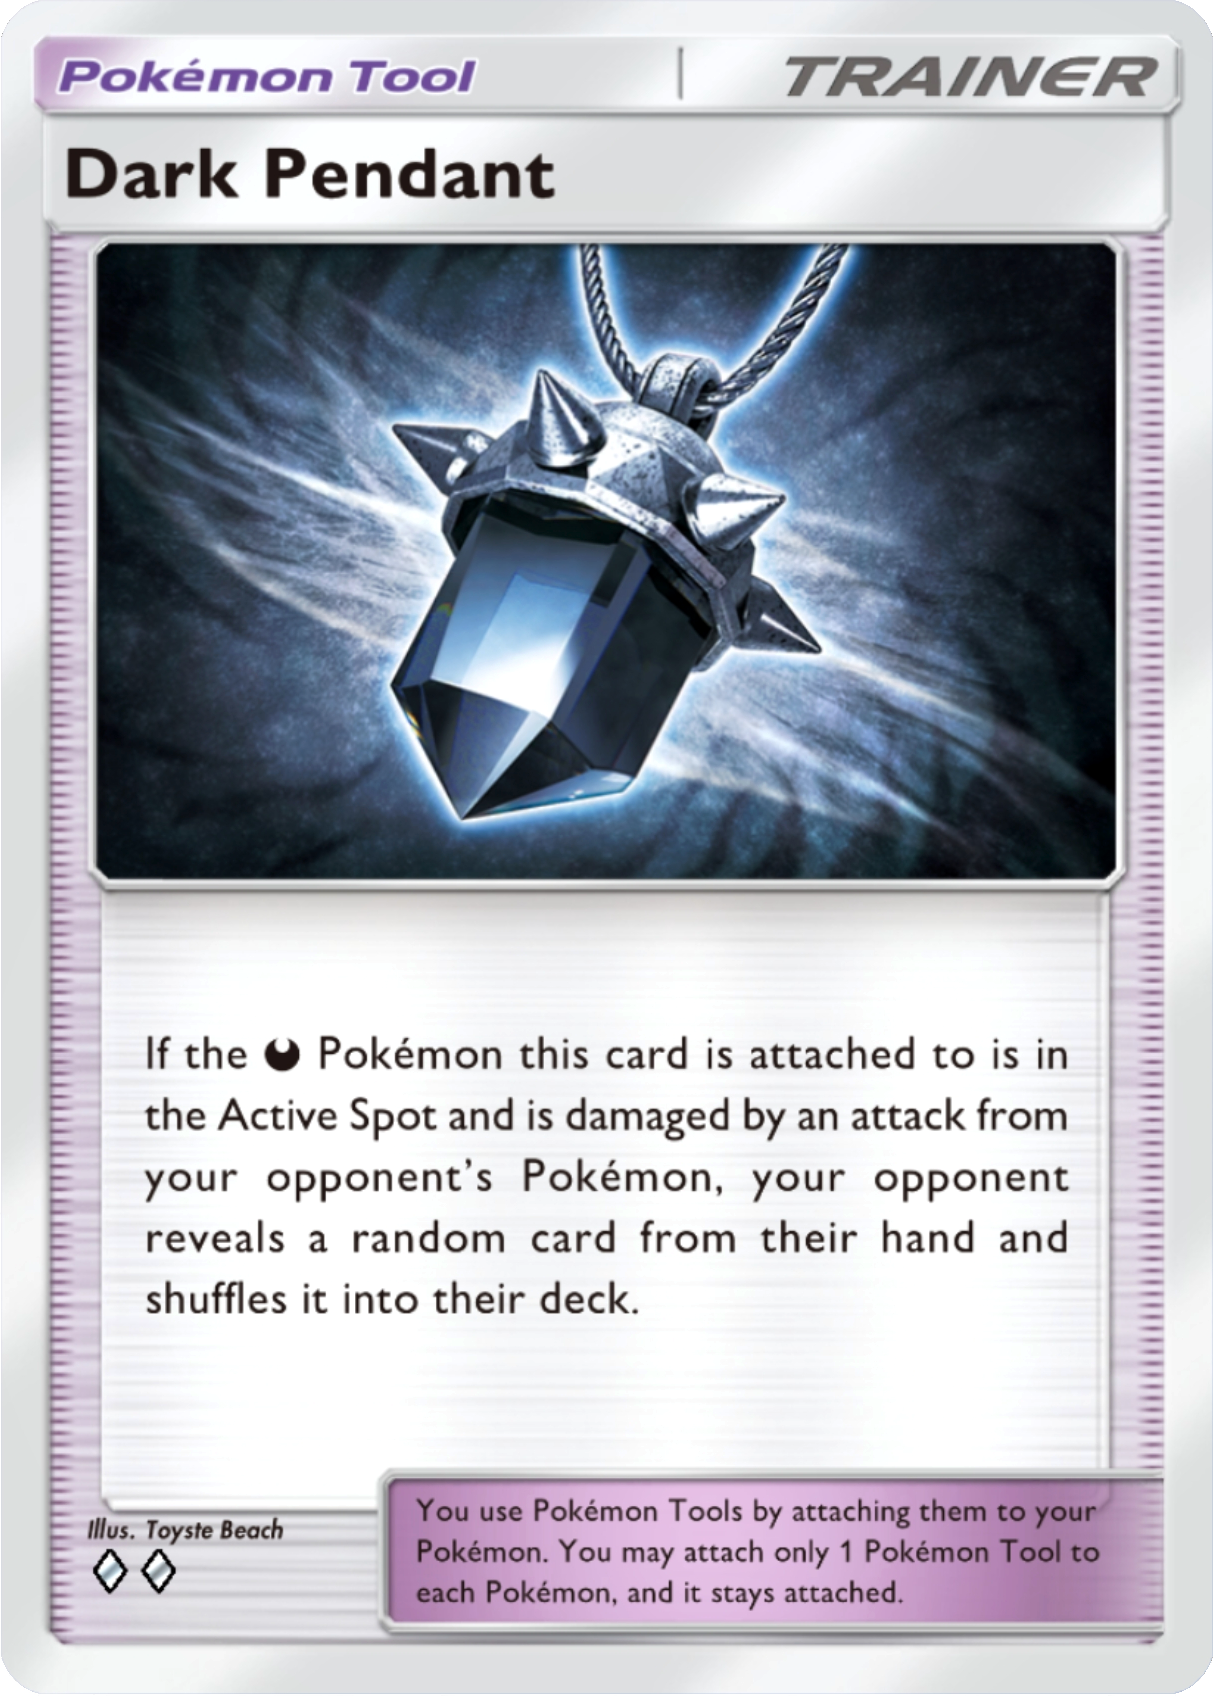 Pokémon Tool | TRAINER
Dark Pendant
If the Pokémon this card is attached to is in
the Active Spot and is damaged by an attack from
your opponent's Pokémon, your opponent
reveals a random card from their hand and
shuffles it into their deck.
Illus. Toyste Beach
You use Pokémon Tools by attaching them to your
Pokémon. You may attach only 1 Pokémon Tool to
each Pokémon, and it stays attached.